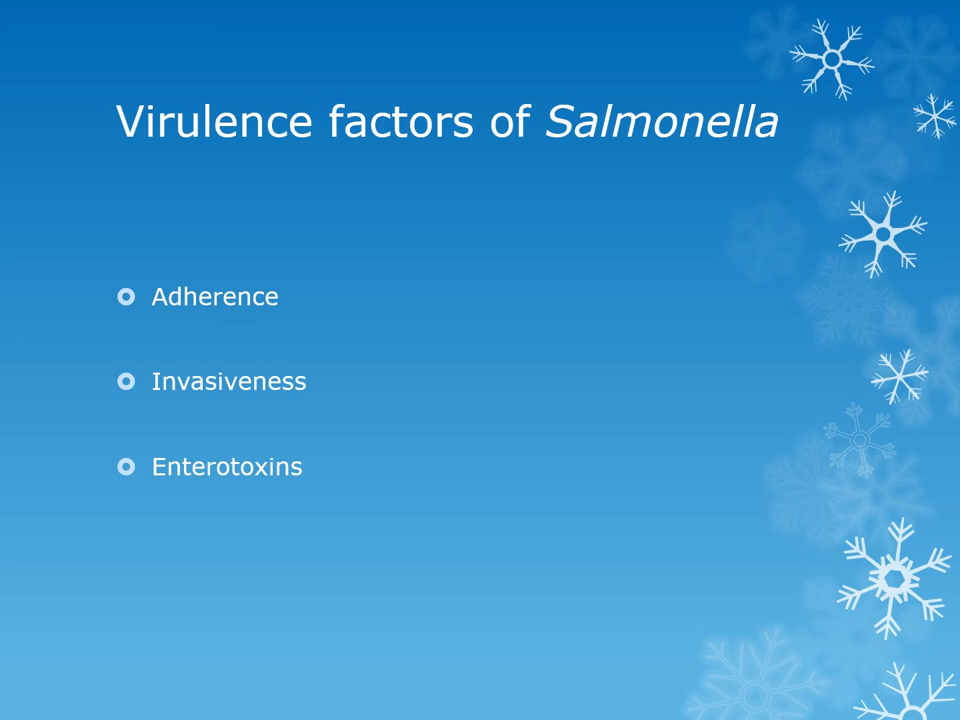 Virulence factors of Salmonella
Adherence
Invasiveness
Enterotoxins